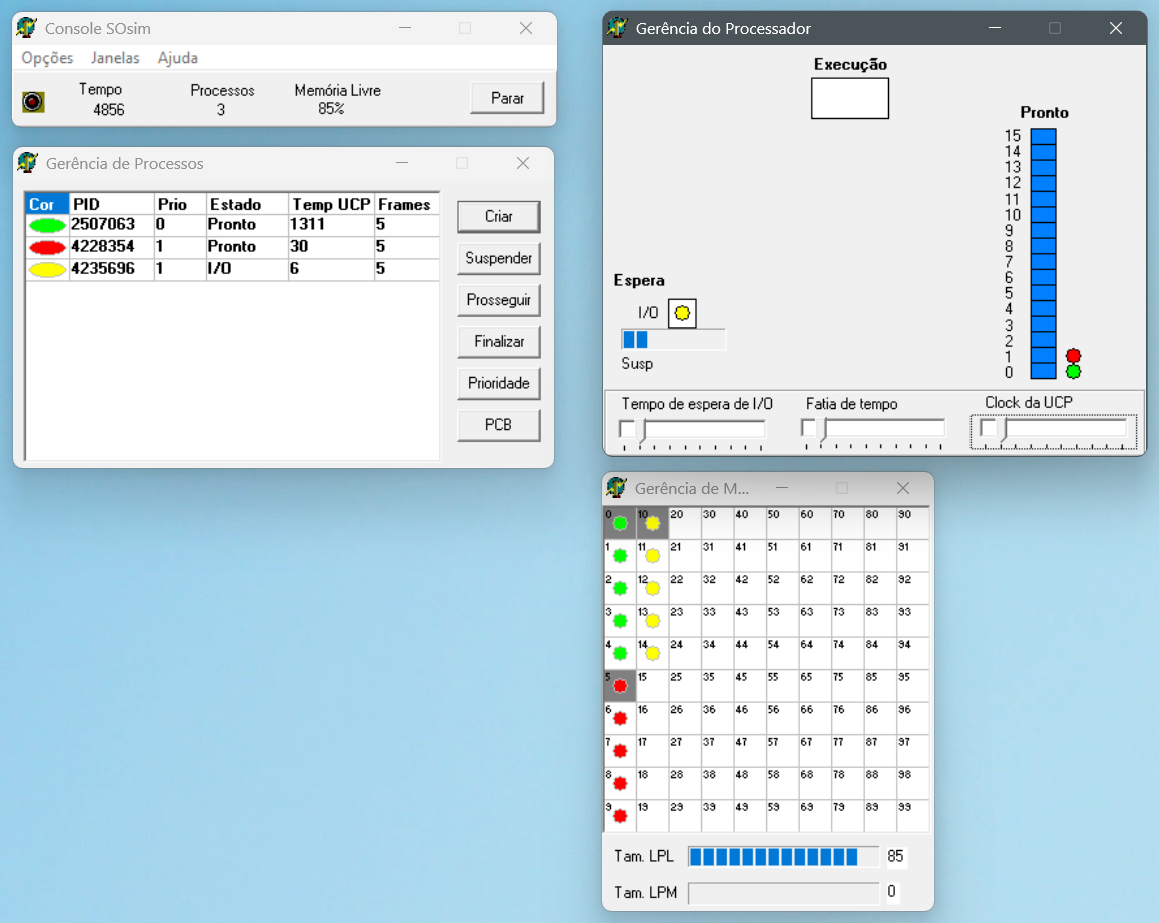 Console SOsim
Opções Janelas Ajuda
Tempo Processos Memória Livre
4856 3 85%
Parar
Gerência de Processos
Cor PID Prio Estado Temp UCP Frames
2507063 0 Pronto 1311 5
4228354 1 Pronto 30 5
4235696 1 I/O 6 5
Criar
Suspender
Prosseguir
Finalizar
Prioridade
PCB
Gerência do Processador
Execução
Pronto
15
14
13
12
11
10
9
8
7
6
5
4
3
2
1
0
Espera
I/O
Susp
Tempo de espera de I/O Fatia de tempo Clock da UCP
Gerência de M...
0 10 20 30 40 50 60 70 80 90
1 11 21 31 41 51 61 71 81 91
2 12 22 32 42 52 62 72 82 92
3 13 23 33 43 53 63 73 83 93
4 14 24 34 44 54 64 74 84 94
5 15 25 35 45 55 65 75 85 95
6 16 26 36 46 56 66 76 86 96
7 17 27 37 47 57 67 77 87 97
8 18 28 38 48 58 68 78 88 98
9 19 29 39 49 59 69 79 89 99
Tam. LPL 85
Tam. LPM 0